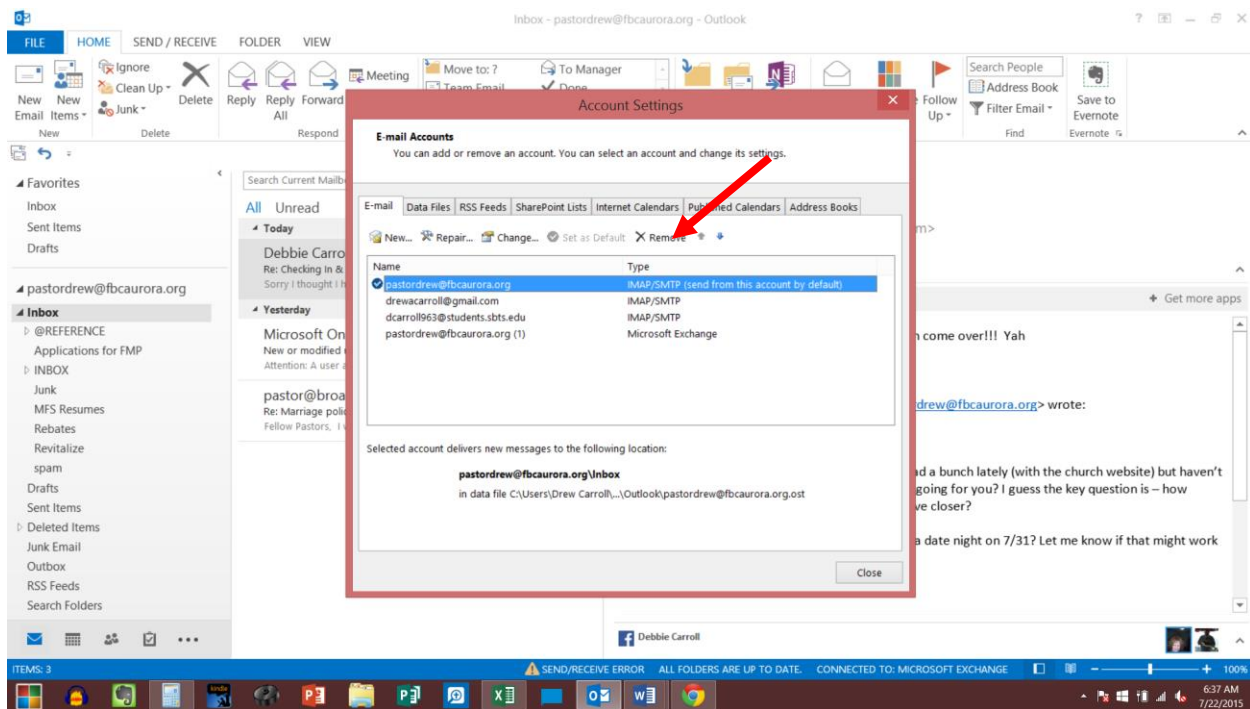 Inbox - pastordrew@fbcaurora.org - Outlook
FILE HOME SEND / RECEIVE FOLDER VIEW
Ignore
Clean Up
Junk
New Email
New Items
Delete
Reply
Reply All
Forward
Meeting
Move to: ?
Team Email
To Manager
Done
Follow Up
Search People
Address Book
Filter Email
Save to Evernote
New Delete Respond Find Evernote
Favorites
Inbox
Sent Items
Drafts
pastordrew@fbcaurora.org
Inbox
@REFERENCE
Applications for FMP
INBOX
Junk
MFS Resumes
Rebates
Revitalize
spam
Drafts
Sent Items
Deleted Items
Junk Email
Outbox
RSS Feeds
Search Folders
Search Current Mailb
All Unread
Today
Debbie Carro
Re: Checking In &
Sorry I thought I h
Yesterday
Microsoft On
New or modified
Attention: A user a
pastor@broa
Re: Marriage poli
Fellow Pastors, I
Account Settings
E-mail Accounts
You can add or remove an account. You can select an account and change its settings.
E-mail Data Files RSS Feeds SharePoint Lists Internet Calendars Published Calendars Address Books
New... Repair... Change... Set as Default Remove
Name Type
pastordrew@fbcaurora.org IMAP/SMTP (send from this account by default)
drewacarroll@gmail.com IMAP/SMTP
dcarroll963@students.sbts.edu IMAP/SMTP
pastordrew@fbcaurora.org (1) Microsoft Exchange
Selected account delivers new messages to the following location:
pastordrew@fbcaurora.org\Inbox
in data file C:\Users\Drew Carroll\...\Outlook\pastordrew@fbcaurora.org.ost
Close
m>
Get more apps
come over!!! Yah
drew@fbcaurora.org> wrote:
d a bunch lately (with the church website) but haven't
going for you? I guess the key question is – how
ve closer?
a date night on 7/31? Let me know if that might work
Debbie Carroll
ITEMS: 3 SEND/RECEIVE ERROR ALL FOLDERS ARE UP TO DATE. CONNECTED TO: MICROSOFT EXCHANGE 100%
6:37 AM
7/22/2015